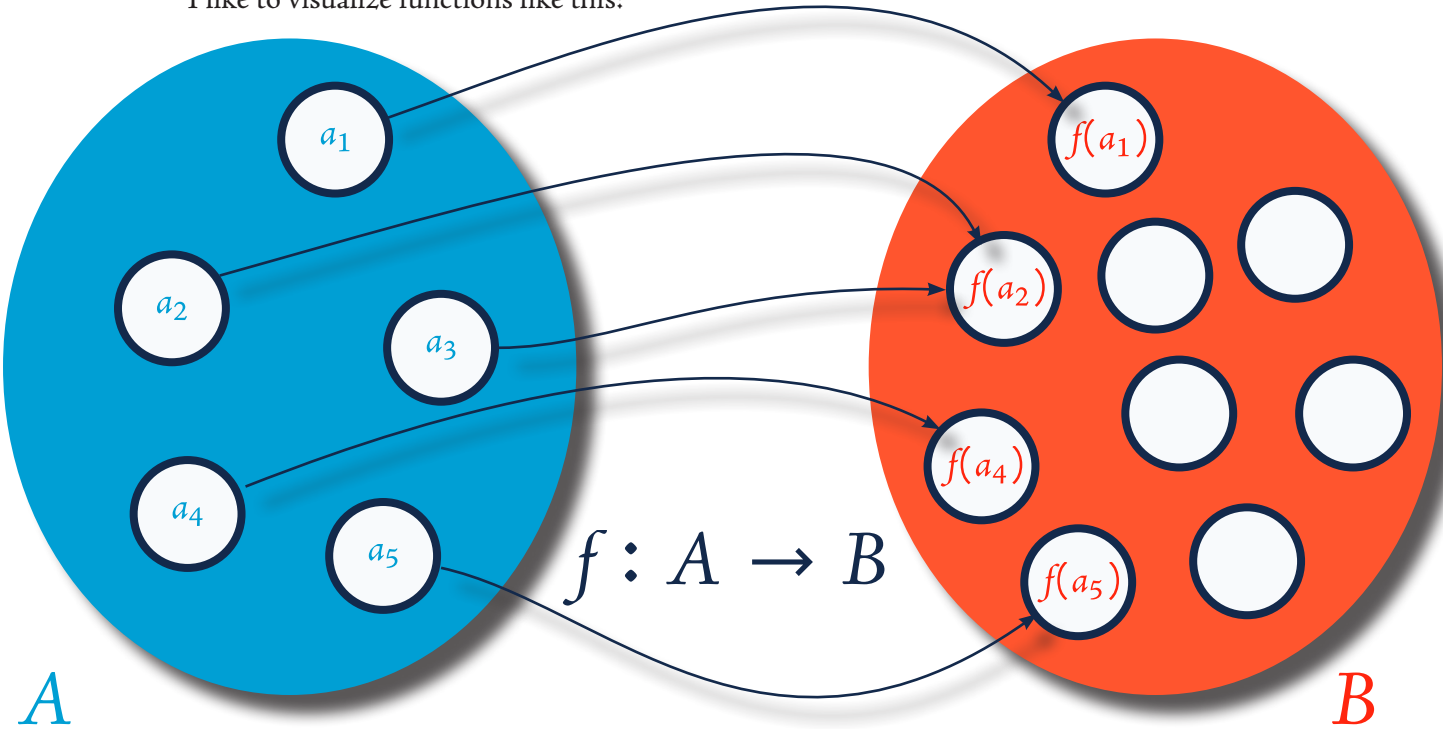 I like to visualize functions like this:
a₁
f(a₁)
a₂
f(a₂)
a₃
a₄
f(a₄)
a₅
f : A → B
f(a₅)
A
B